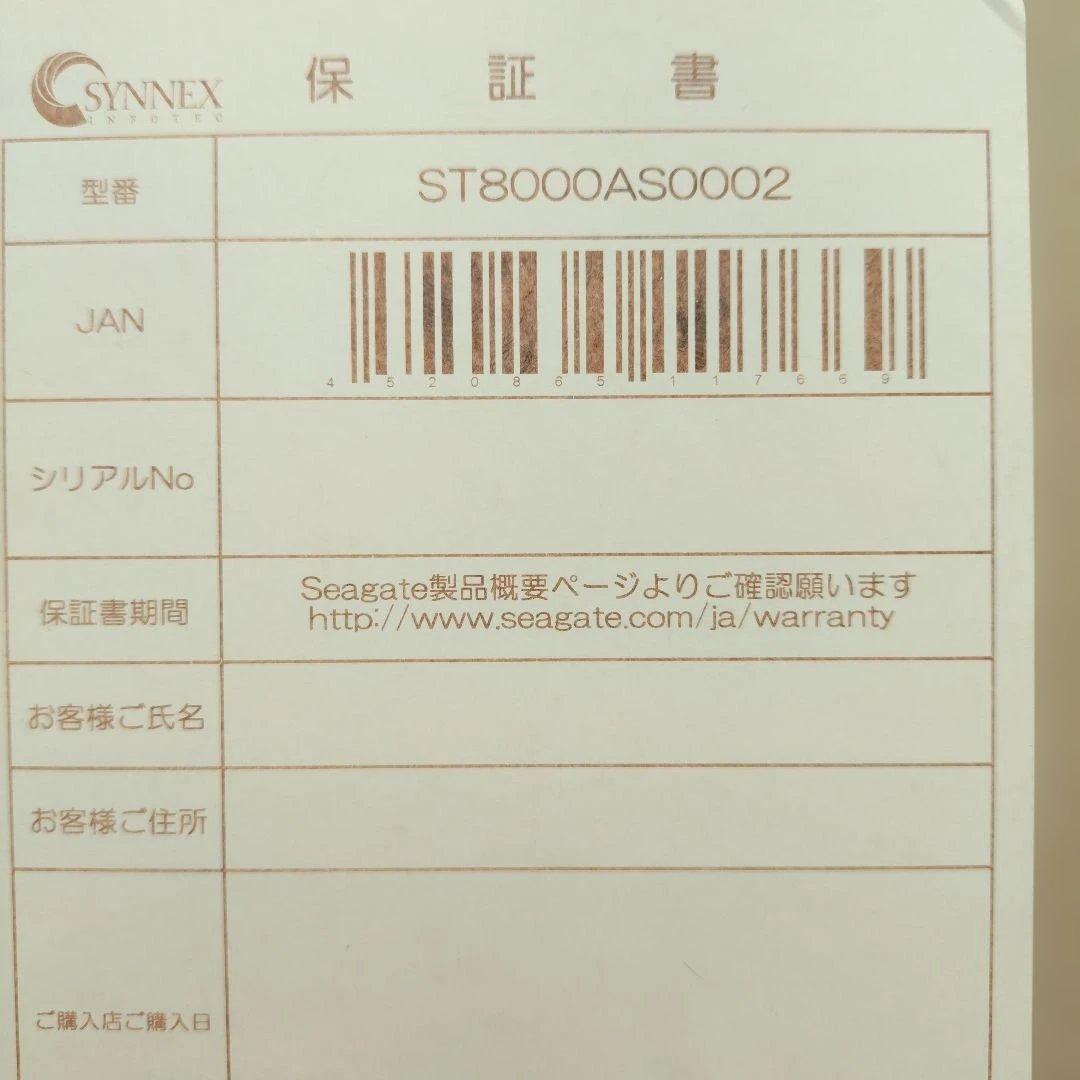 SYNNEX
INFOTEC
保証書
型番
ST8000AS0002
JAN
4520865117669
シリアルNo
保証書期間
Seagate製品概要ページよりご確認願います
http://www.seagate.com/ja/warranty
お客様ご氏名
お客様ご住所
ご購入店ご購入日